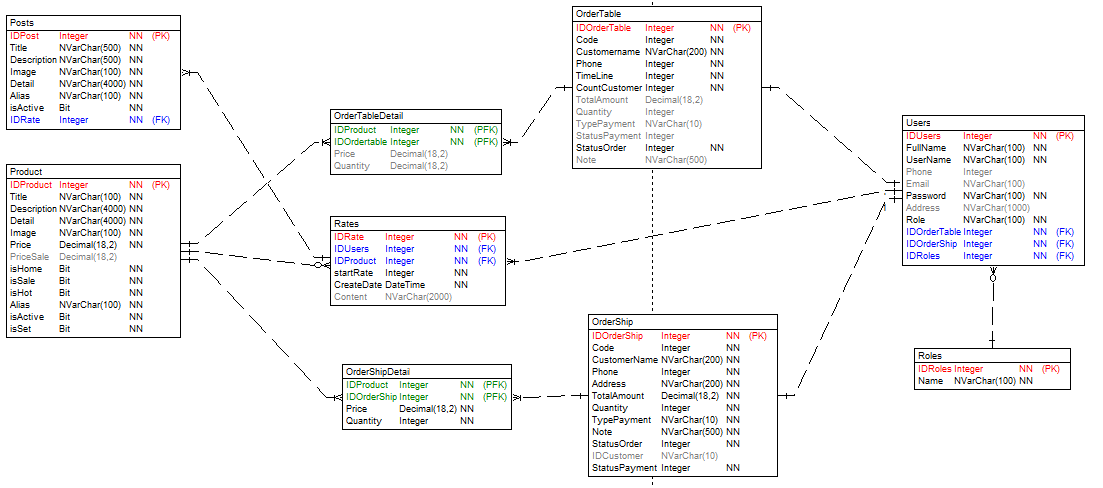 Posts
IDPost Integer NN (PK)
Title NVarChar(500) NN
Description NVarChar(500) NN
Image NVarChar(100) NN
Detail NVarChar(4000) NN
Alias NVarChar(100) NN
isActive Bit NN
IDRate Integer NN (FK)
Product
IDProduct Integer NN (PK)
Title NVarChar(100) NN
Description NVarChar(4000) NN
Detail NVarChar(4000) NN
Image NVarChar(100) NN
Price Decimal(18,2) NN
PriceSale Decimal(18,2)
isHome Bit NN
isSale Bit NN
isHot Bit NN
Alias NVarChar(100) NN
isActive Bit NN
isSet Bit NN
OrderTableDetail
IDProduct Integer NN (PFK)
IDOrdertable Integer NN (PFK)
Price Decimal(18,2)
Quantity Decimal(18,2)
Rates
IDRate Integer NN (PK)
IDUsers Integer NN (FK)
IDProduct Integer NN (FK)
startRate Integer NN
CreateDate DateTime NN
Content NVarChar(2000)
OrderShipDetail
IDProduct Integer NN (PFK)
IDOrderShip Integer NN (PFK)
Price Decimal(18,2) NN
Quantity Integer NN
OrderTable
IDOrderTable Integer NN (PK)
Code Integer NN
Customername NVarChar(200) NN
Phone Integer NN
TimeLine Integer NN
CountCustomer Integer NN
TotalAmount Decimal(18,2)
Quantity Integer
TypePayment NVarChar(10)
StatusPayment Integer
StatusOrder Integer NN
Note NVarChar(500)
OrderShip
IDOrderShip Integer NN (PK)
Code Integer NN
CustomerName NVarChar(200) NN
Phone Integer NN
Address NVarChar(200) NN
TotalAmount Decimal(18,2) NN
Quantity Integer NN
TypePayment NVarChar(10) NN
Note NVarChar(500) NN
StatusOrder Integer NN
IDCustomer NVarChar(10)
StatusPayment Integer NN
Users
IDUsers Integer NN (PK)
FullName NVarChar(100) NN
UserName NVarChar(100) NN
Phone Integer
Email NVarChar(100)
Password NVarChar(100) NN
Address NVarChar(1000)
Role NVarChar(100) NN
IDOrderTable Integer NN (FK)
IDOrderShip Integer NN (FK)
IDRoles Integer NN (FK)
Roles
IDRoles Integer NN (PK)
Name NVarChar(100) NN